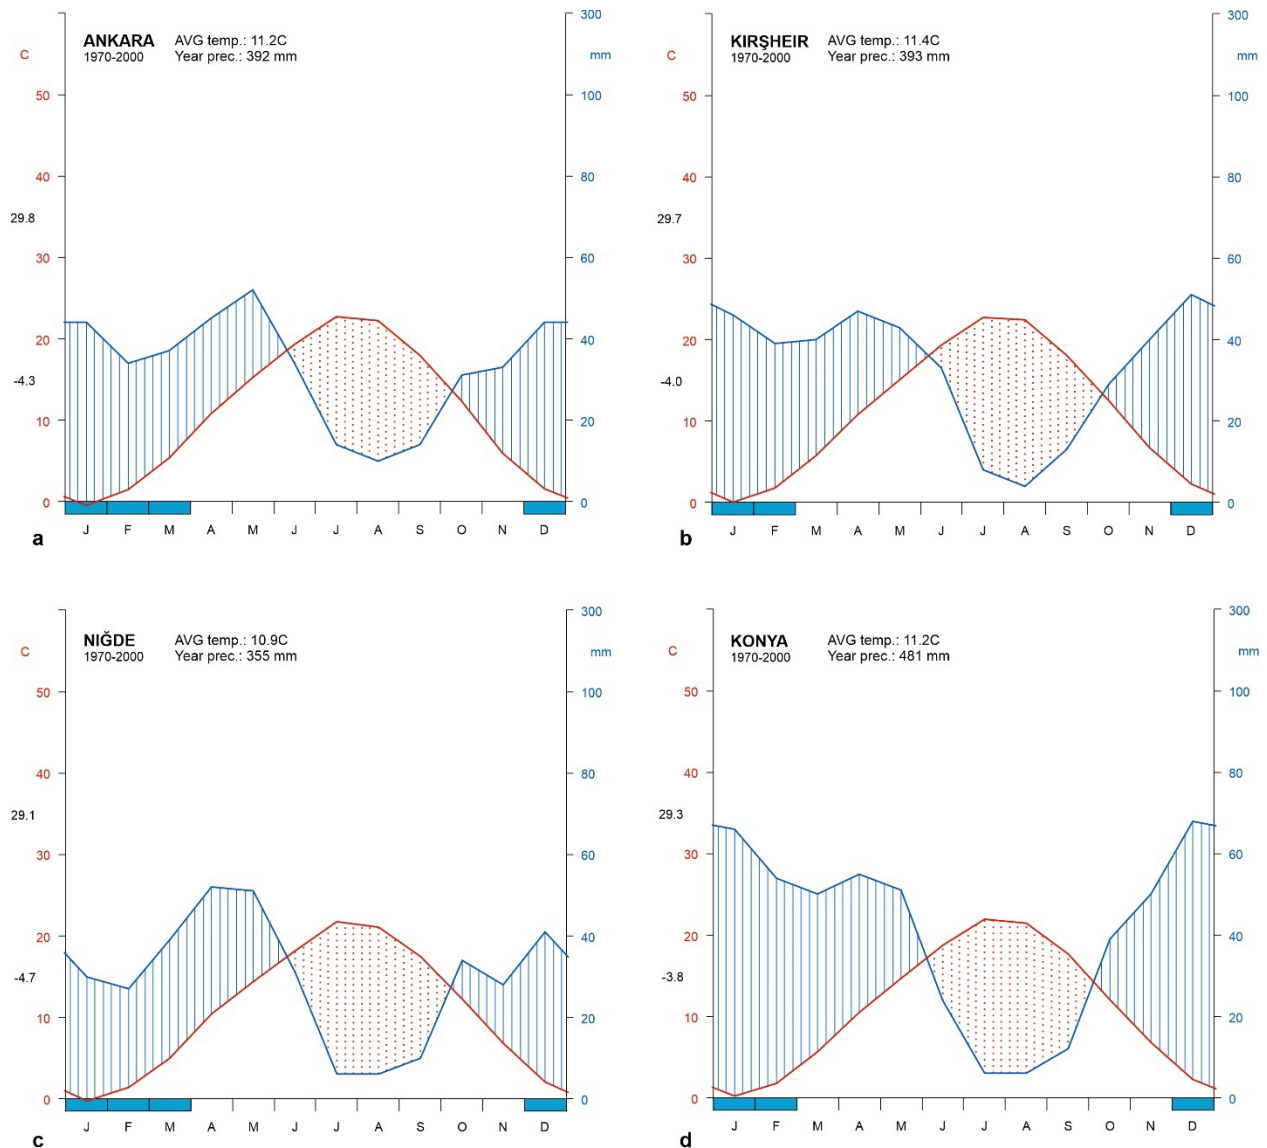 ANKARA AVG temp.: 11.2C
1970-2000 Year prec.: 392 mm
C
mm
300
50
100
40
80
29.8
30
60
20
40
-4.3
10
20
0
0
J F M A M J J A S O N D
a
KIRŞHEIR AVG temp.: 11.4C
1970-2000 Year prec.: 393 mm
C
mm
300
50
100
40
80
29.7
30
60
20
40
-4.0
10
20
0
0
J F M A M J J A S O N D
b
NIĞDE AVG temp.: 10.9C
1970-2000 Year prec.: 355 mm
C
mm
300
50
100
40
80
29.1
30
60
20
40
-4.7
10
20
0
0
J F M A M J J A S O N D
c
KONYA AVG temp.: 11.2C
1970-2000 Year prec.: 481 mm
C
mm
300
50
100
40
80
29.3
30
60
20
40
-3.8
10
20
0
0
J F M A M J J A S O N D
d